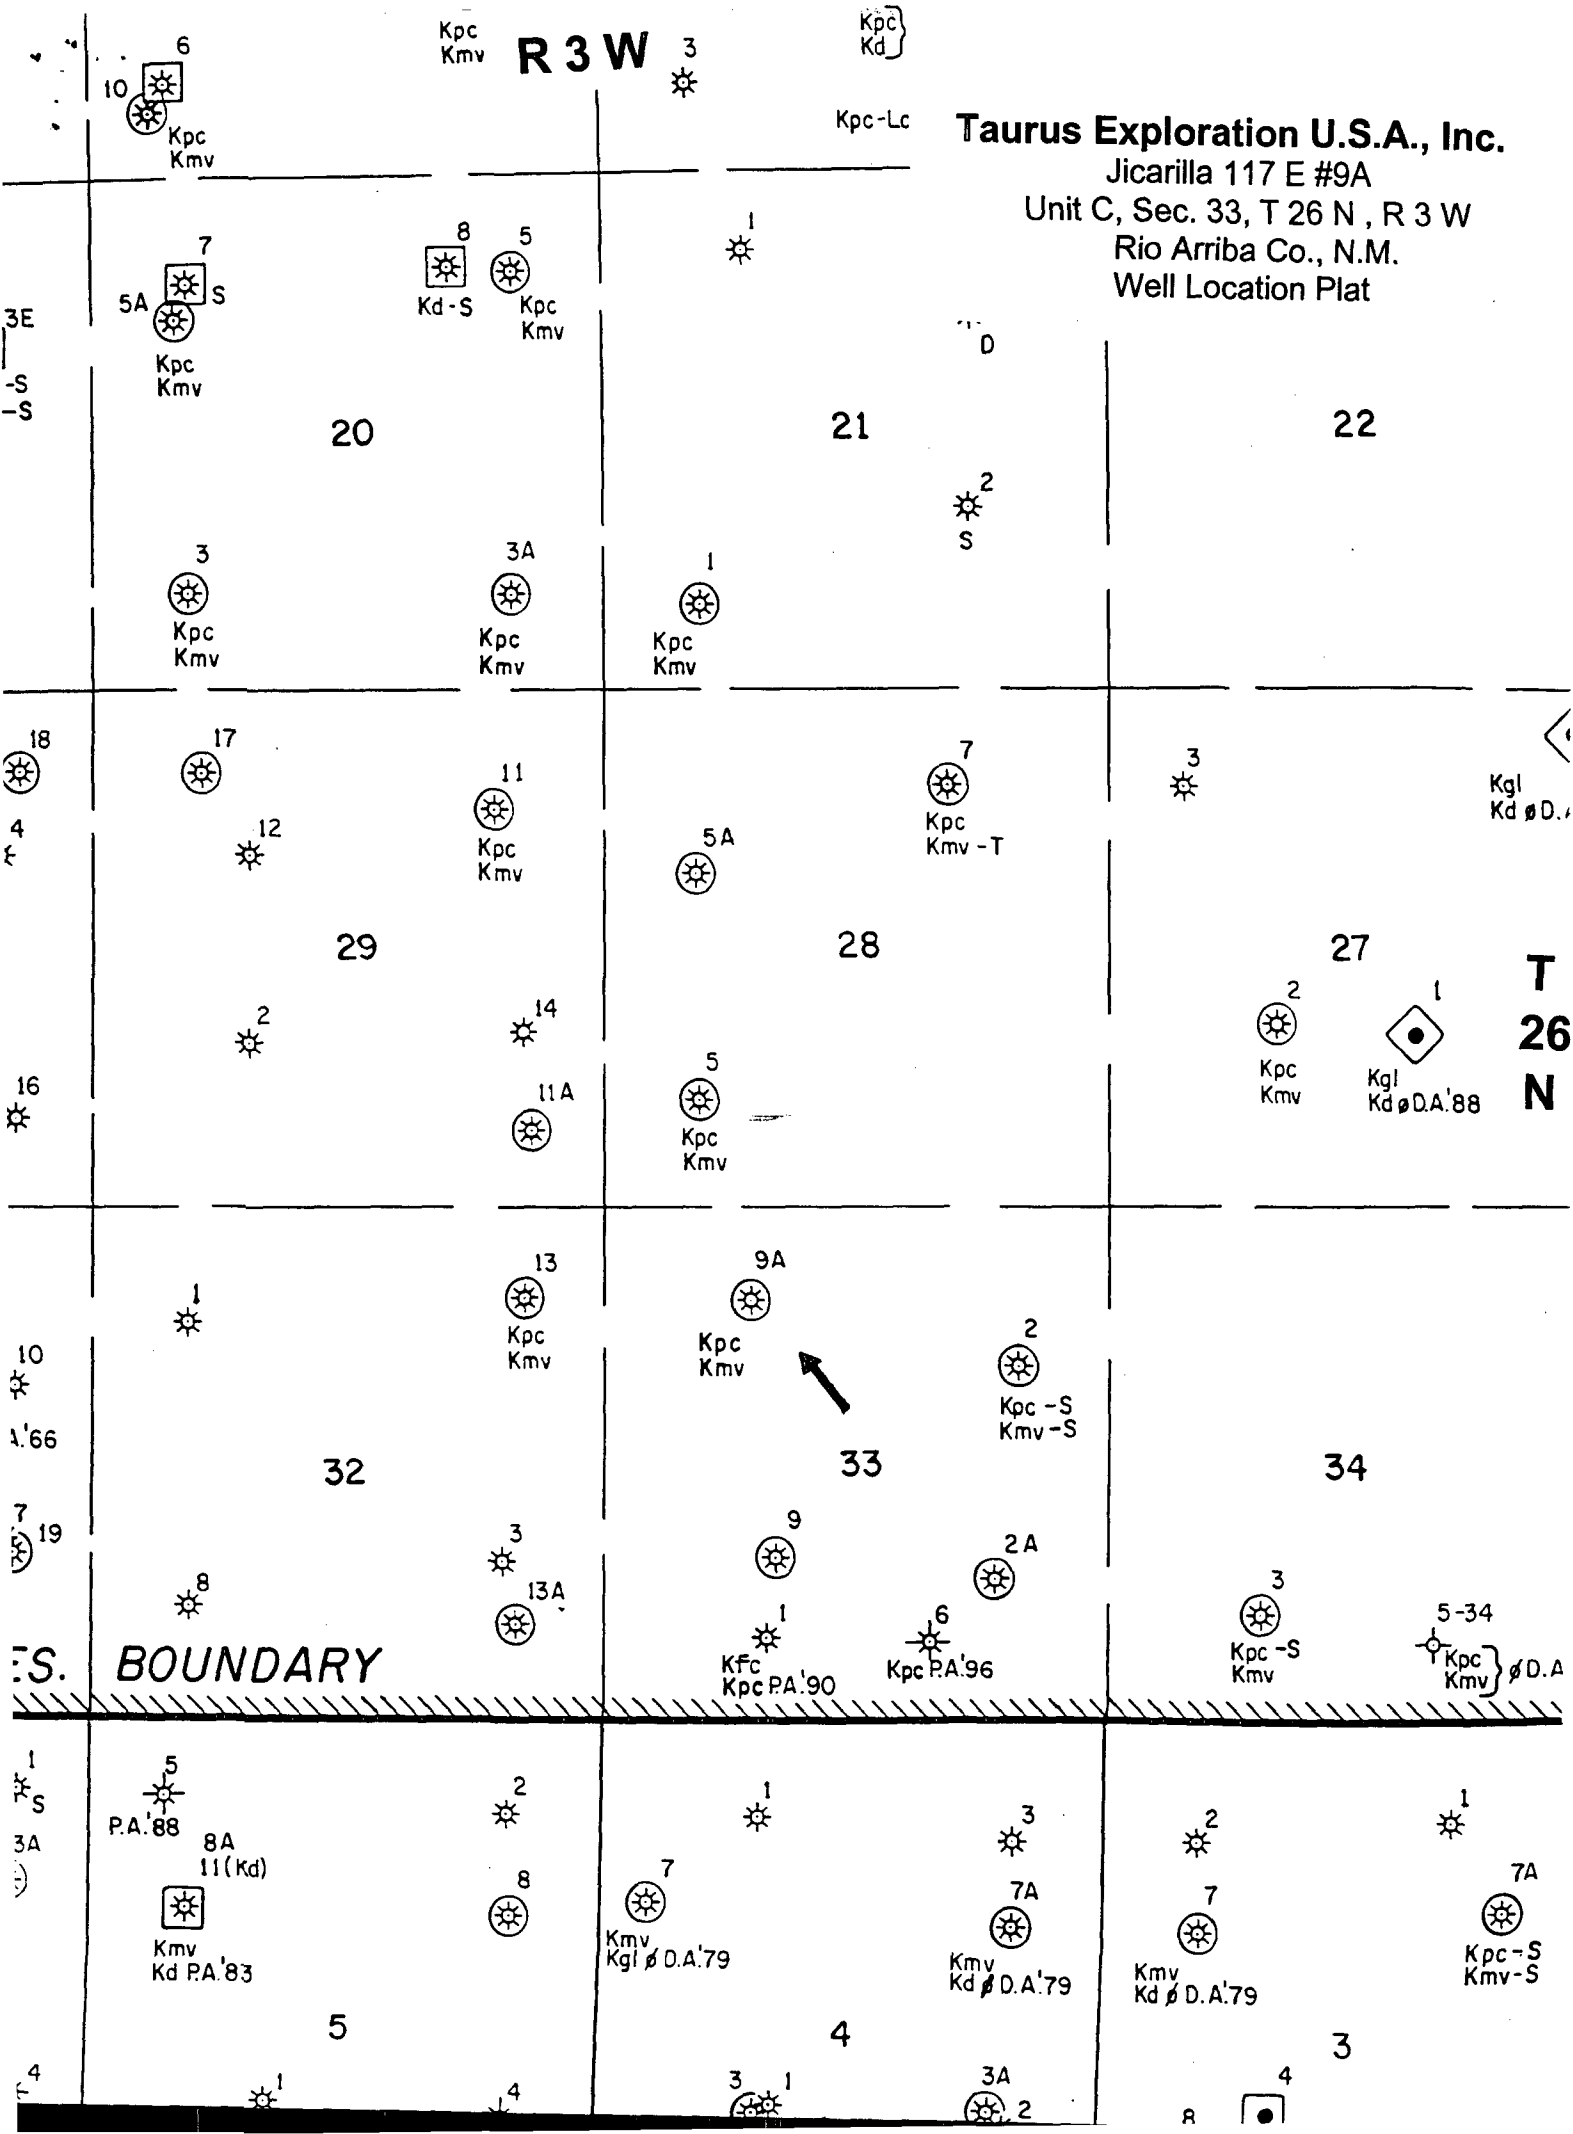 Kpc
Kmv
R 3 W
3
Kpc
Kd
6
10
Kpc
Kmv
Taurus Exploration U.S.A., Inc.
Jicarilla 117 E #9A
Unit C, Sec. 33, T 26 N , R 3 W
Rio Arriba Co., N.M.
Well Location Plat
7
S
5A
Kpc
Kmv
8
Kd-S
5
Kpc
Kmv
1
3E
-S
-S
D
20
21
22
2
S
3
Kpc
Kmv
3A
Kpc
Kmv
1
Kpc
Kmv
18
17
11
Kpc
Kmv
7
Kpc
Kmv-T
3
Kgl
4
12
5A
29
28
27
T
26
N
2
14
2
Kpc
Kmv
1
Kgl
Kd ø D.A.'88
16
11A
5
Kpc
Kmv
1
13
Kpc
Kmv
9A
Kpc
Kmv
2
Kpc-S
Kmv-S
10
32
33
34
7
19
3
9
2A
8
13A
1
Kfc
Kpc P.A.'90
6
Kpc P.A.'96
3
Kpc-S
Kmv
5-34
Kpc
Kmv
ø D.A
BOUNDARY
1
S
5
P.A.'88
2
1
3
2
1
3A
8A
11(Kd)
Kmv
Kd P.A.'83
8
7
Kmv
Kgl ø D.A.'79
7A
Kmv
Kd ø D.A.'79
7
Kmv
Kd ø D.A.'79
7A
Kpc-S
Kmv-S
5
4
3
4
1
4
3
1
3A
2
8
4